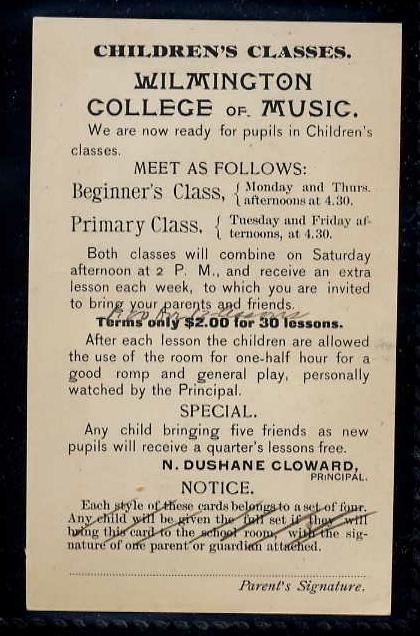 CHILDREN'S CLASSES.
WILMINGTON
COLLEGE OF MUSIC.
We are now ready for pupils in Children's
classes.
MEET AS FOLLOWS:
Beginner's Class, { Monday and Thurs.
afternoons at 4.30.
Primary Class, { Tuesday and Friday af-
ternoons, at 4.30.
Both classes will combine on Saturday
afternoon at 2 P. M., and receive an extra
lesson each week, to which you are invited
to bring your parents and friends.
lessons
Terms only $2.00 for 30 lessons.
After each lesson the children are allowed
the use of the room for one-half hour for a
good romp and general play, personally
watched by the Principal.
SPECIAL.
Any child bringing five friends as new
pupils will receive a quarter's lessons free.
N. DUSHANE CLOWARD,
PRINCIPAL.
NOTICE.
Each style of these cards belongs to a set of four.
Any child will be given the full set if they will
bring this card to the school room, with the sig-
nature of one parent or guardian attached.
Parent's Signature.